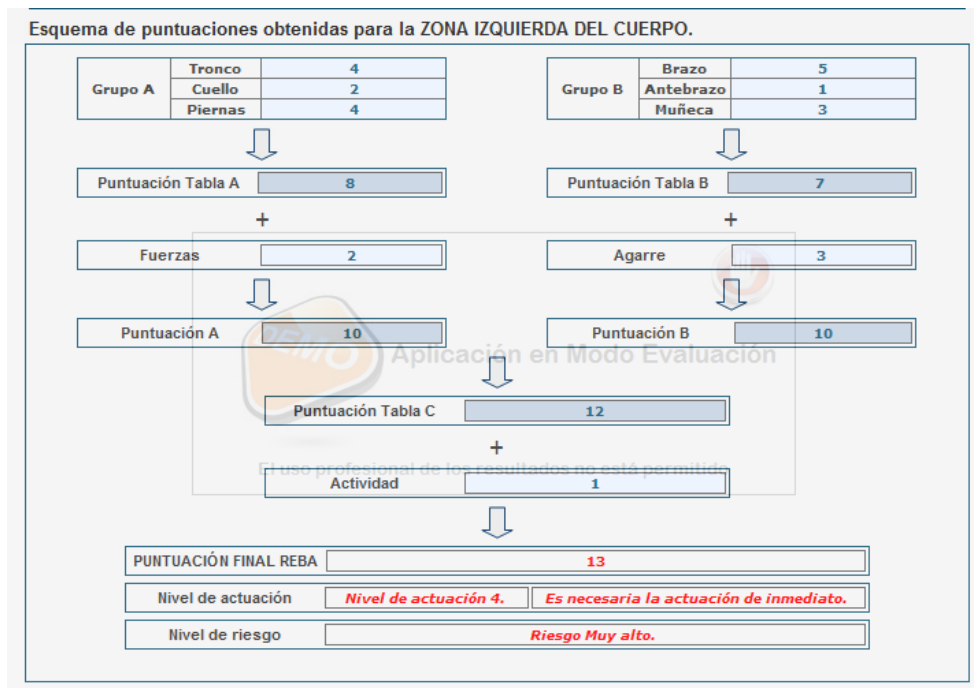 Esquema de puntuaciones obtenidas para la ZONA IZQUIERDA DEL CUERPO.
Grupo A
Tronco 4
Cuello 2
Piernas 4
Grupo B
Brazo 5
Antebrazo 1
Muñeca 3
Puntuación Tabla A 8
Puntuación Tabla B 7
+
+
Fuerzas 2
Agarre 3
Puntuación A 10
Puntuación B 10
DEMO
Aplicación en Modo Evaluación
Puntuación Tabla C 12
+
El uso profesional de los resultados no está permitido
Actividad 1
PUNTUACIÓN FINAL REBA 13
Nivel de actuación Nivel de actuación 4. Es necesaria la actuación de inmediato.
Nivel de riesgo Riesgo Muy alto.